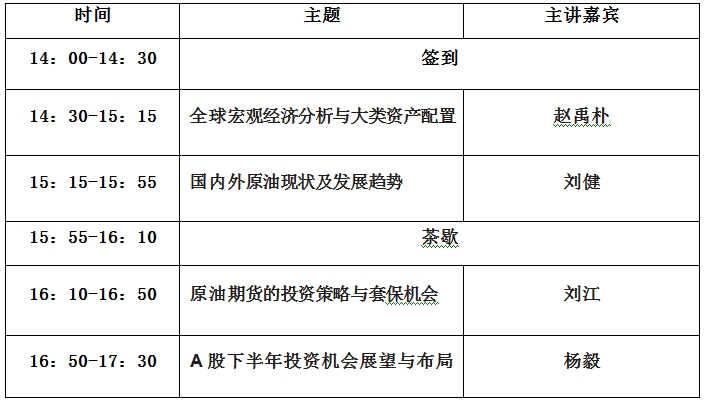 时间 主题 主讲嘉宾
14：00-14：30 签到
14：30-15：15 全球宏观经济分析与大类资产配置 赵禹朴
15：15-15：55 国内外原油现状及发展趋势 刘健
15：55-16：10 茶歇
16：10-16：50 原油期货的投资策略与套保机会 刘江
16：50-17：30 A股下半年投资机会展望与布局 杨毅